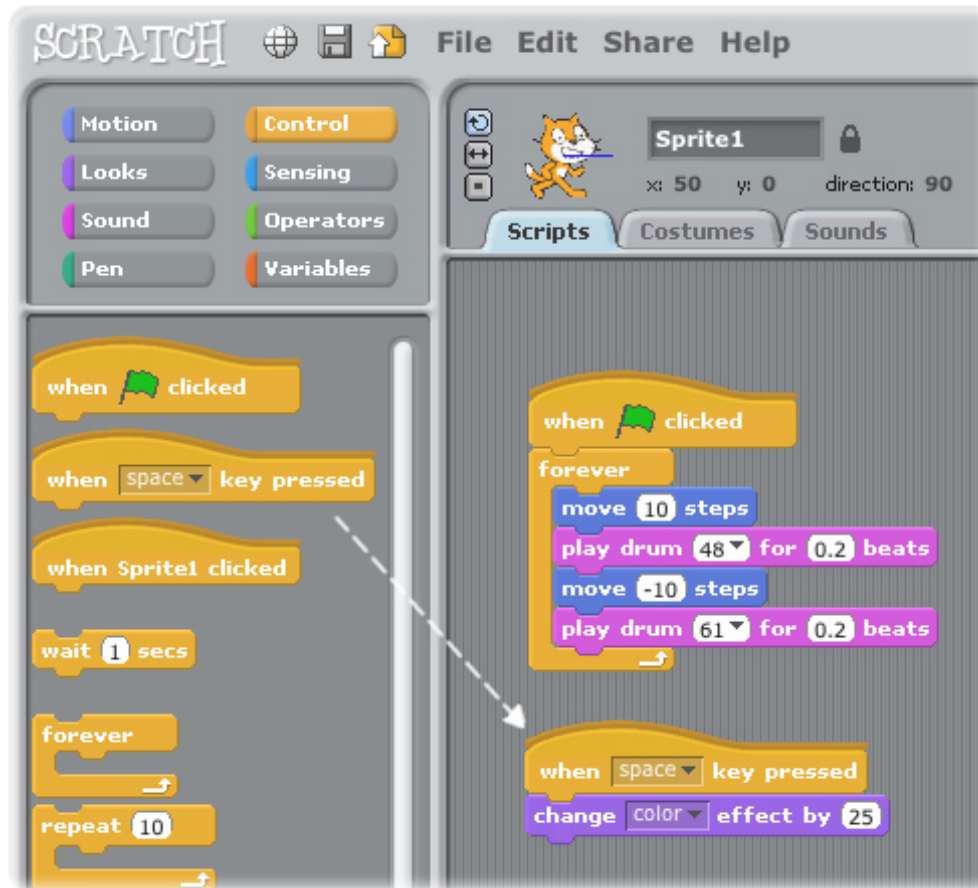 SCRATCH File Edit Share Help
Motion Control
Looks Sensing
Sound Operators
Pen Variables
Sprite1
x: 50 y: 0 direction: 90
Scripts Costumes Sounds
when clicked
when space key pressed
when Sprite1 clicked
wait 1 secs
forever
repeat 10
when clicked
forever
move 10 steps
play drum 48 for 0.2 beats
move -10 steps
play drum 61 for 0.2 beats
when space key pressed
change color effect by 25